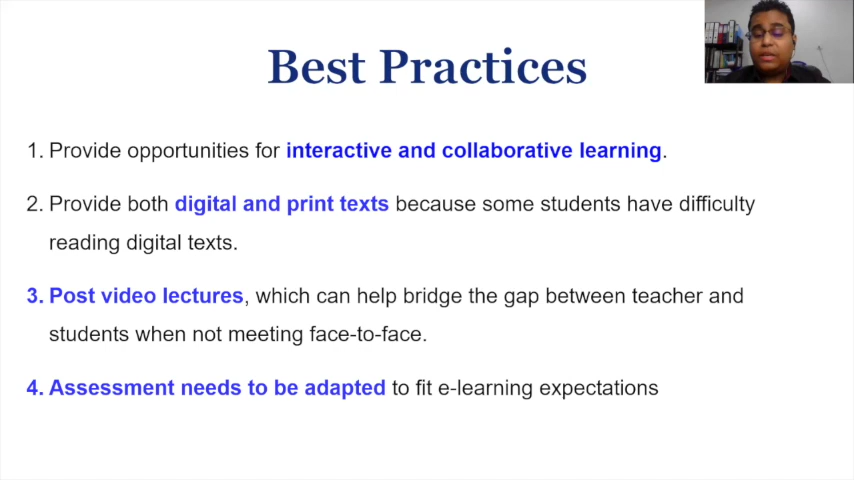 Best Practices
1. Provide opportunities for interactive and collaborative learning.
2. Provide both digital and print texts because some students have difficulty
reading digital texts.
3. Post video lectures, which can help bridge the gap between teacher and
students when not meeting face-to-face.
4. Assessment needs to be adapted to fit e-learning expectations